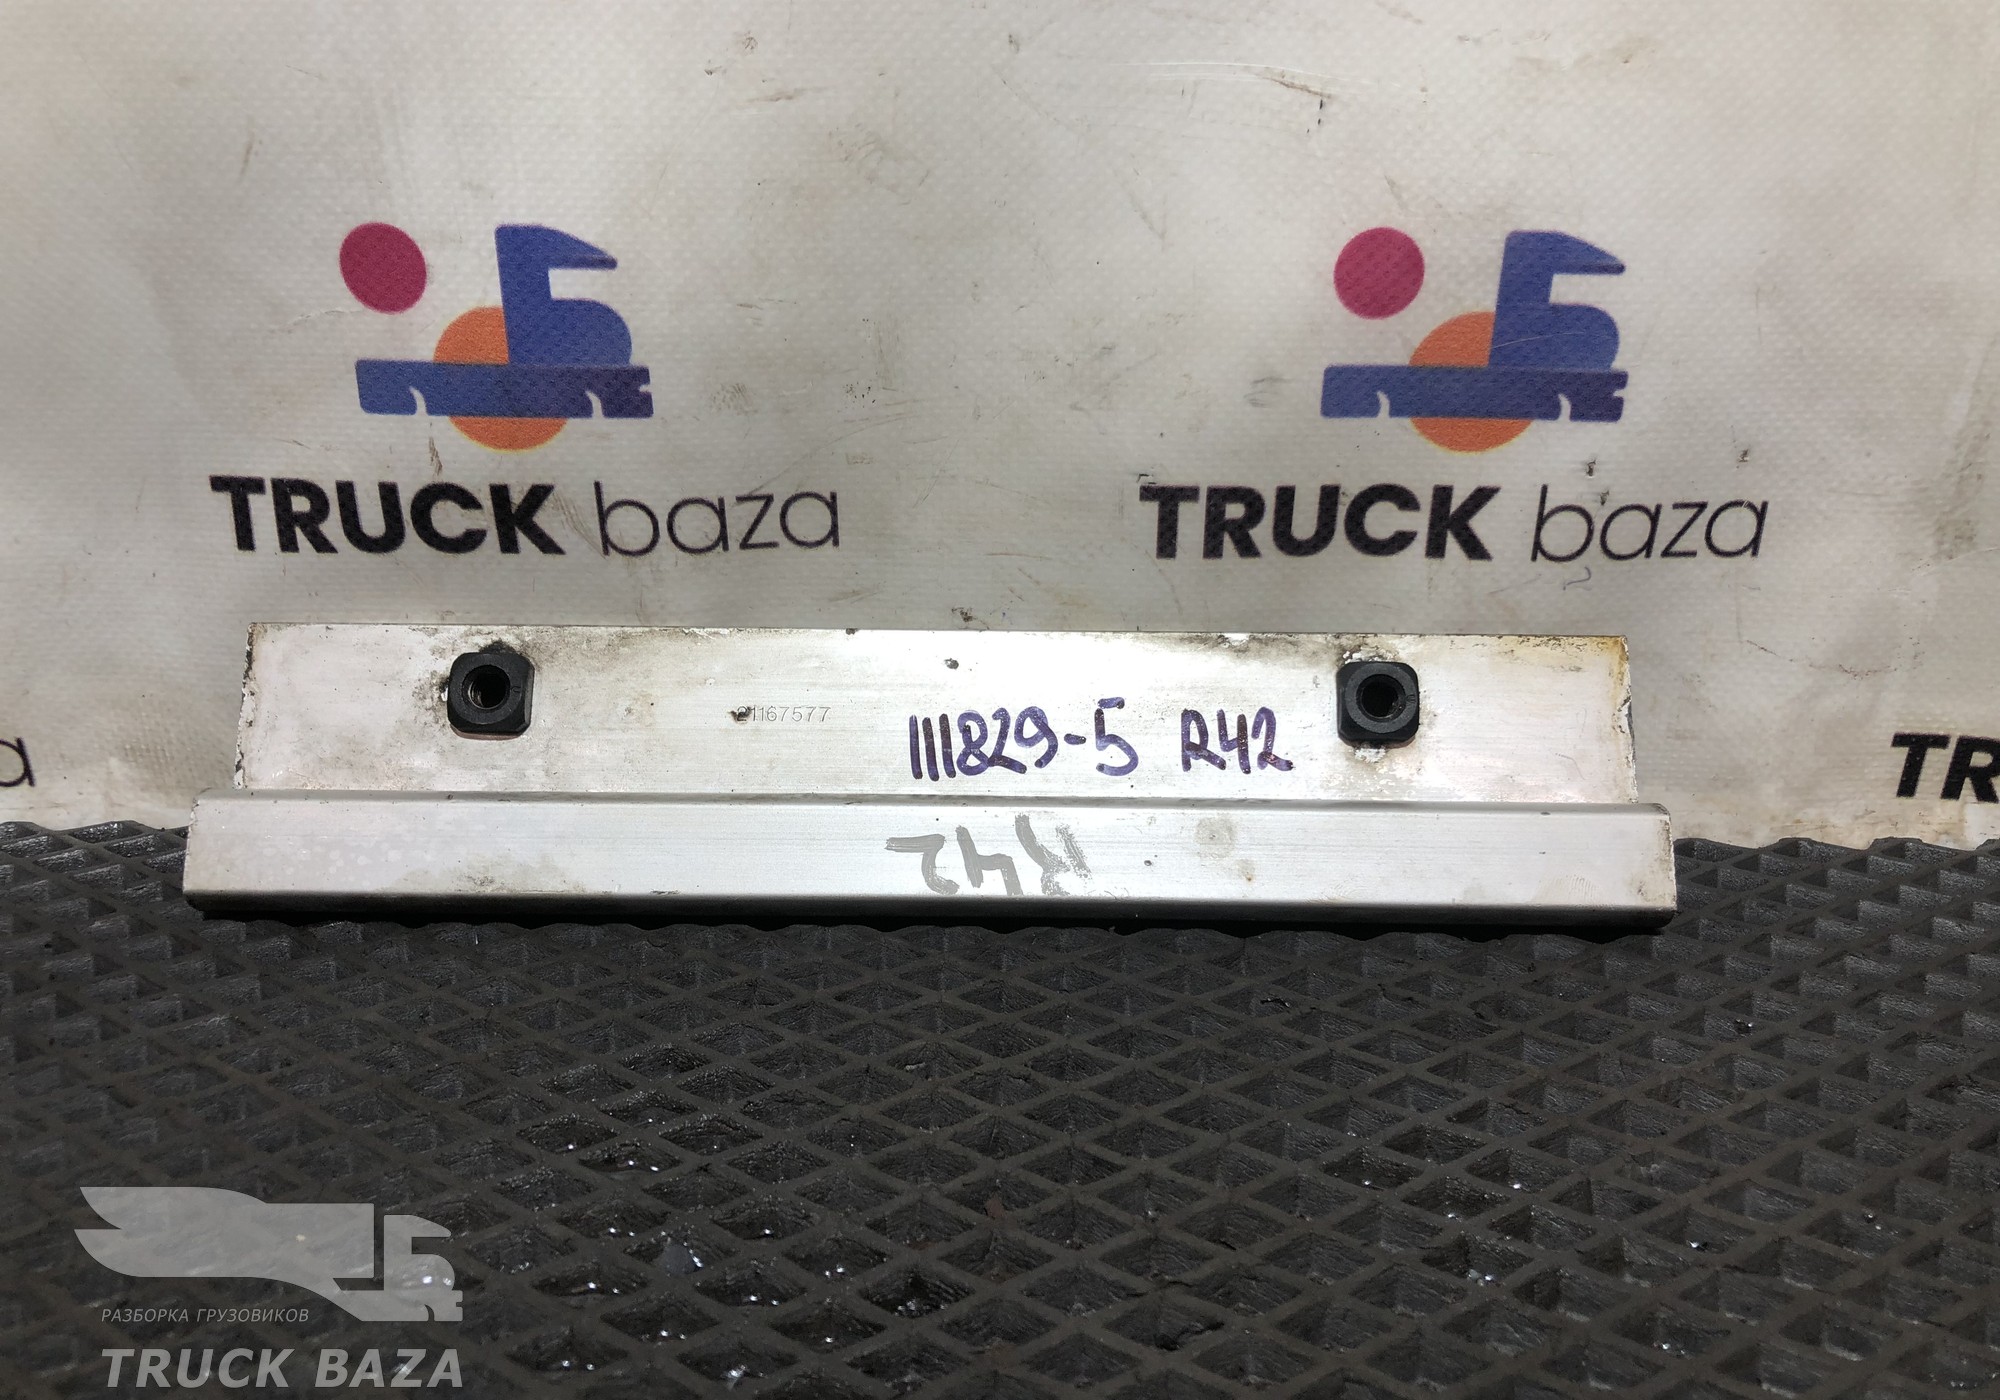 TRUCK baza
TRUCK baza
a
TR
21167577
111829-5 R42
R42
РАЗБОРКА ГРУЗОВИКОВ
TRUCK BAZA